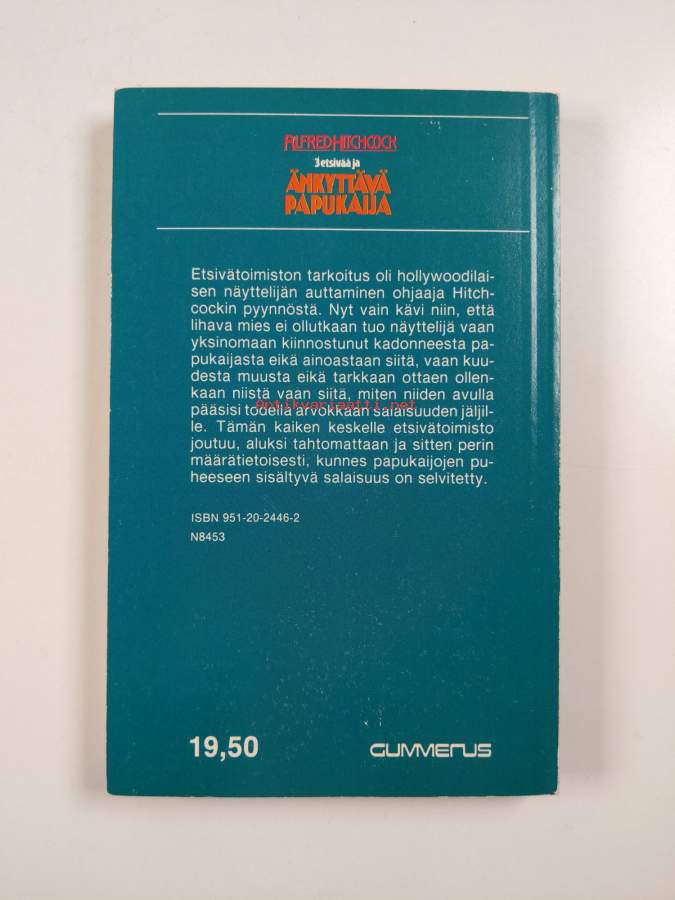 ALFRED HITCHCOCK
3 etsivää ja
ÄNKYTTÄVÄ
PAPUKAIJA
Etsivätoimiston tarkoitus oli hollywoodilai-
sen näyttelijän auttaminen ohjaaja Hitch-
cockin pyynnöstä. Nyt vain kävi niin, että
lihava mies ei ollutkaan tuo näyttelijä vaan
yksinomaan kiinnostunut kadonneesta pa-
pukaijasta eikä ainoastaan siitä, vaan kuu-
desta muusta eikä tarkkaan ottaen ollen-
kaan niistä vaan siitä, miten niiden avulla
Antikvariaatti.net
pääsisi todella arvokkaan salaisuuden jäljil-
le. Tämän kaiken keskelle etsivätoimisto
joutuu, aluksi tahtomattaan ja sitten perin
määrätietoisesti, kunnes papukaijojen pu-
heeseen sisältyvä salaisuus on selvitetty.
ISBN 951-20-2446-2
N8453
19,50
GUMMERUS